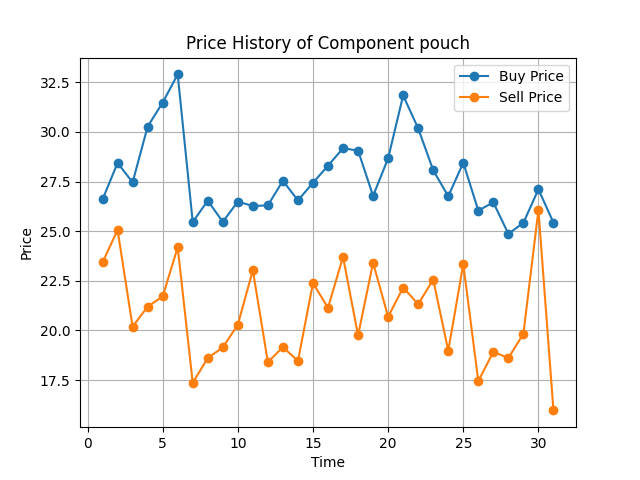 Price History of Component pouch
Buy Price
Sell Price
Price
32.5
30.0
27.5
25.0
22.5
20.0
17.5
0 5 10 15 20 25 30
Time